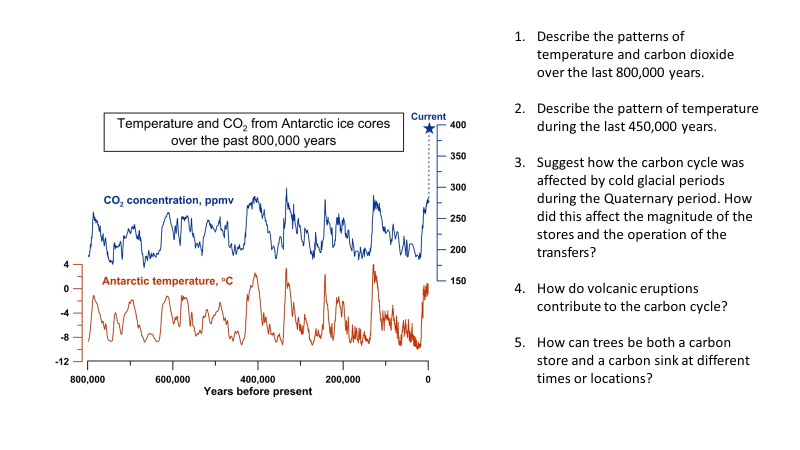 Temperature and CO2 from Antarctic ice cores
over the past 800,000 years
Current
400
350
300
250
200
150
CO2 concentration, ppmv
Antarctic temperature, °C
4
0
-4
-8
-12
800,000
600,000
400,000
200,000
0
Years before present
1. Describe the patterns of
temperature and carbon dioxide
over the last 800,000 years.
2. Describe the pattern of temperature
during the last 450,000 years.
3. Suggest how the carbon cycle was
affected by cold glacial periods
during the Quaternary period. How
did this affect the magnitude of the
stores and the operation of the
transfers?
4. How do volcanic eruptions
contribute to the carbon cycle?
5. How can trees be both a carbon
store and a carbon sink at different
times or locations?